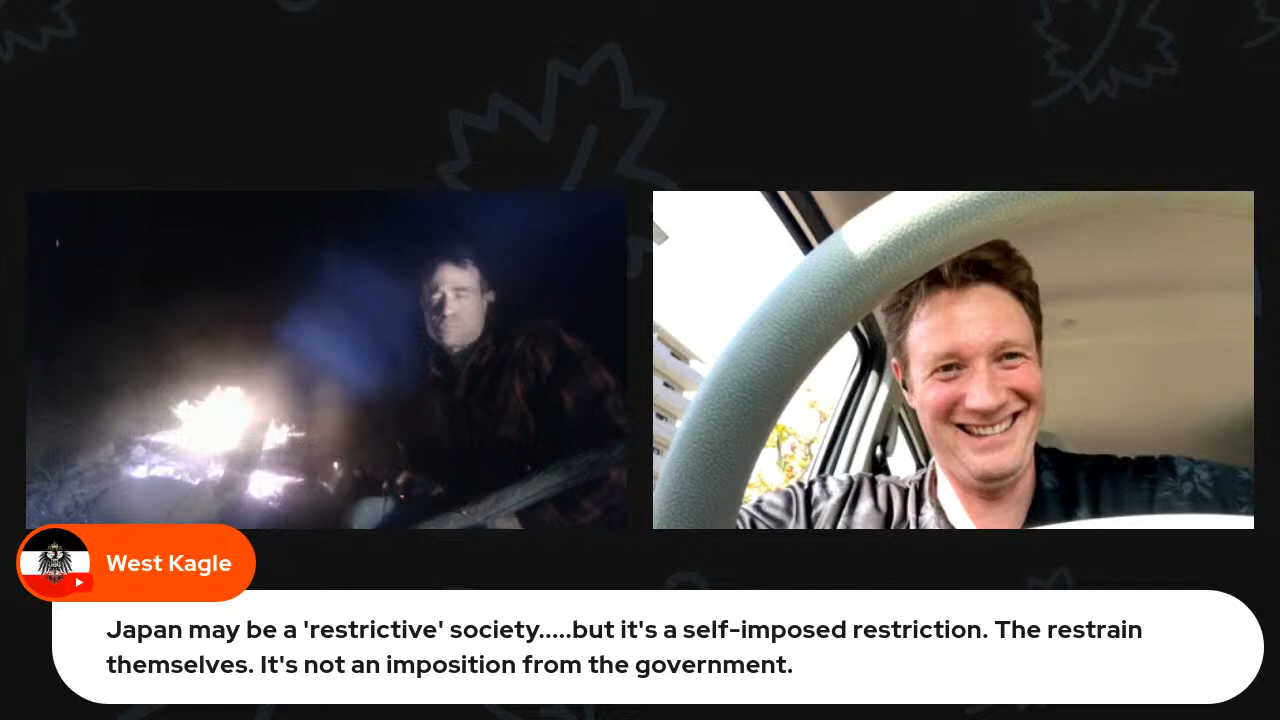 West Kagle
Japan may be a 'restrictive' society.....but it's a self-imposed restriction. The restrain
themselves. It's not an imposition from the government.